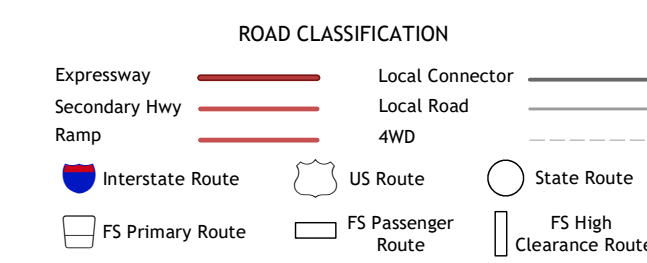 ROAD CLASSIFICATION
Expressway
Local Connector
Secondary Hwy
Local Road
Ramp
4WD
Interstate Route
US Route
State Route
FS Primary Route
FS Passenger
Route
FS High
Clearance Route